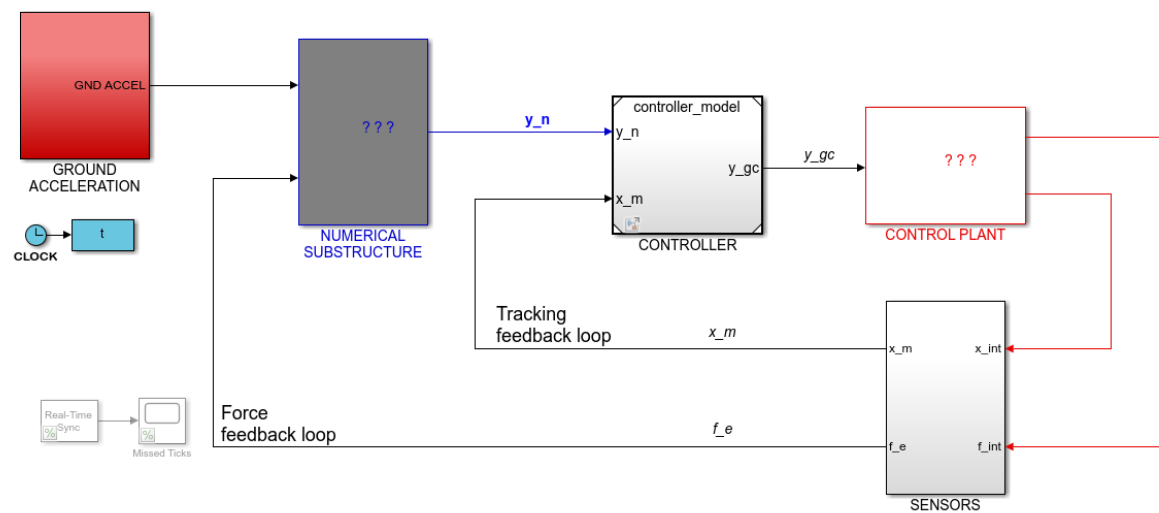 GND ACCEL
GROUND
ACCELERATION
t
CLOCK
? ? ?
NUMERICAL
SUBSTRUCTURE
y_n
controller_model
y_n
x_m
y_gc
CONTROLLER
y_gc
? ? ?
CONTROL PLANT
Tracking
feedback loop
x_m
x_m
x_int
Force
feedback loop
f_e
f_e
f_int
SENSORS
Real-Time
Sync
Missed Ticks